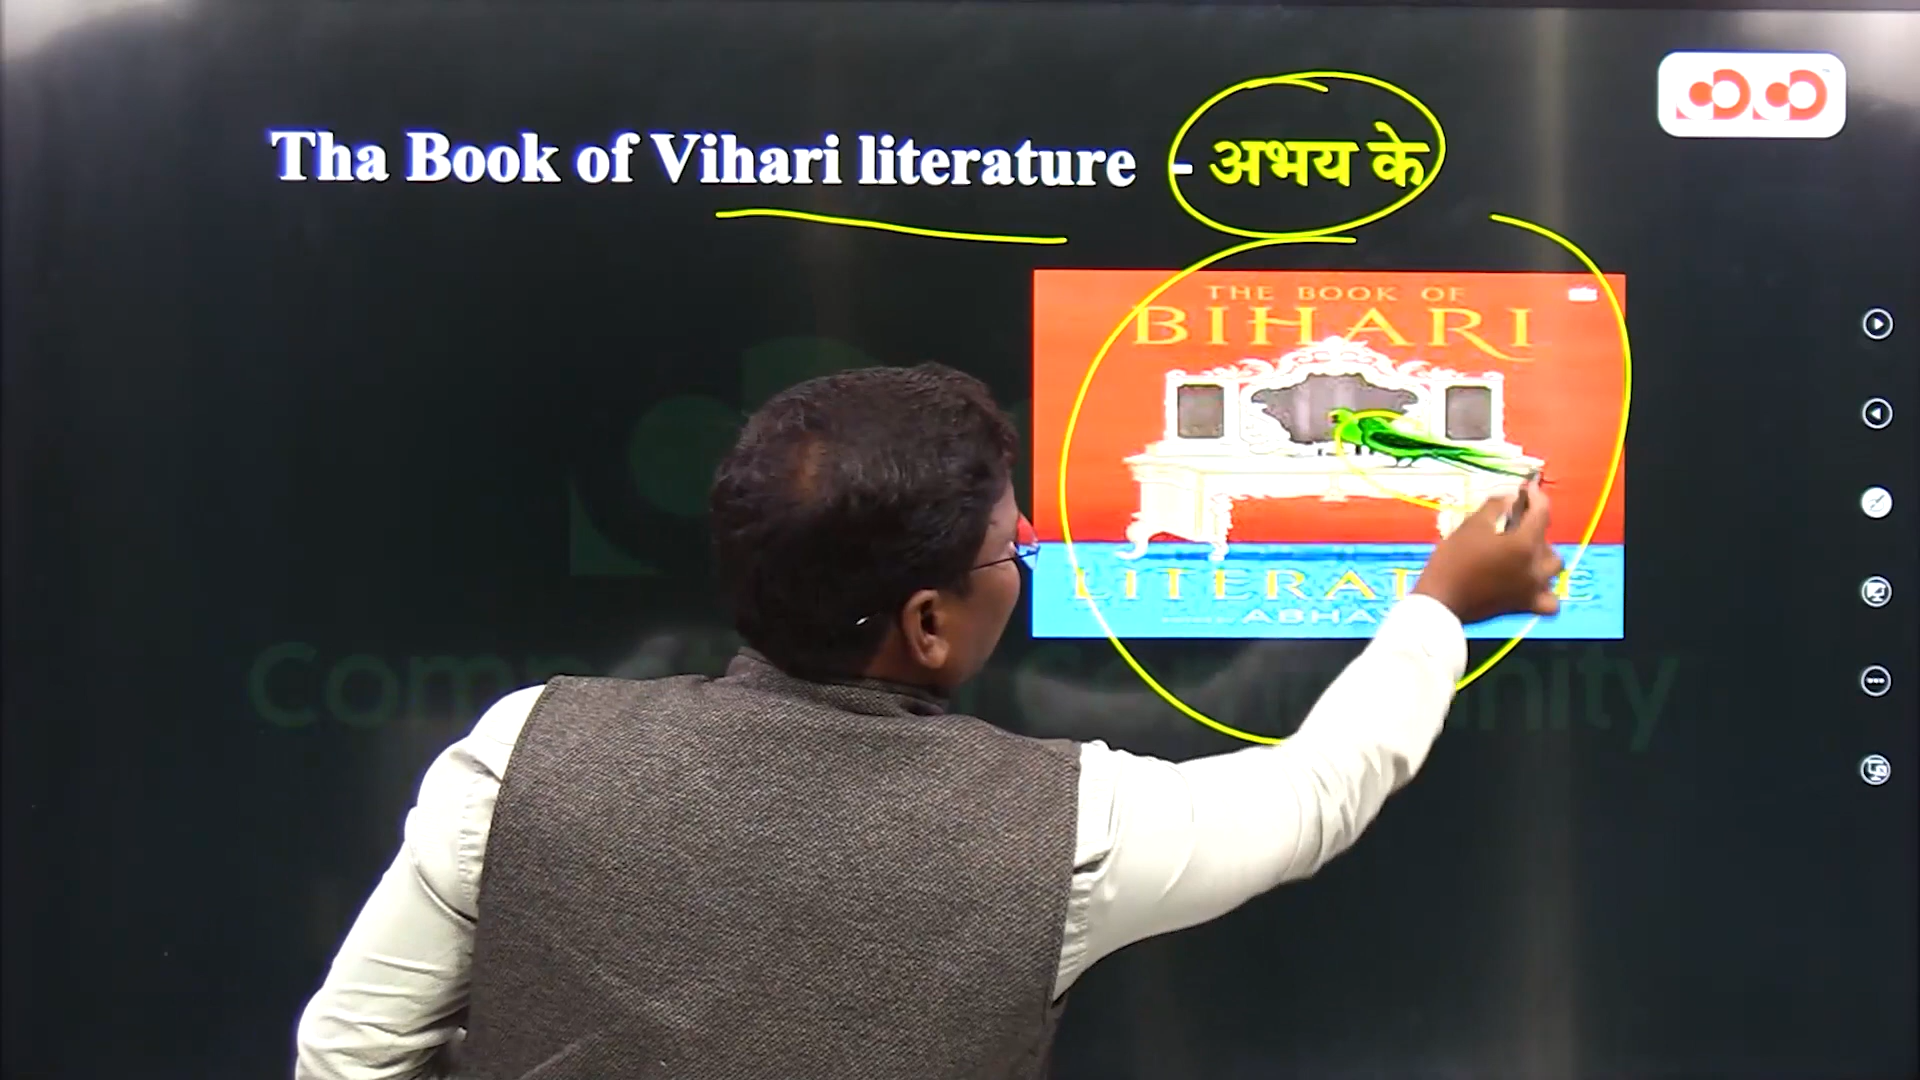 Tha Book of Vihari literature - अभय के
THE BOOK OF
BIHARI